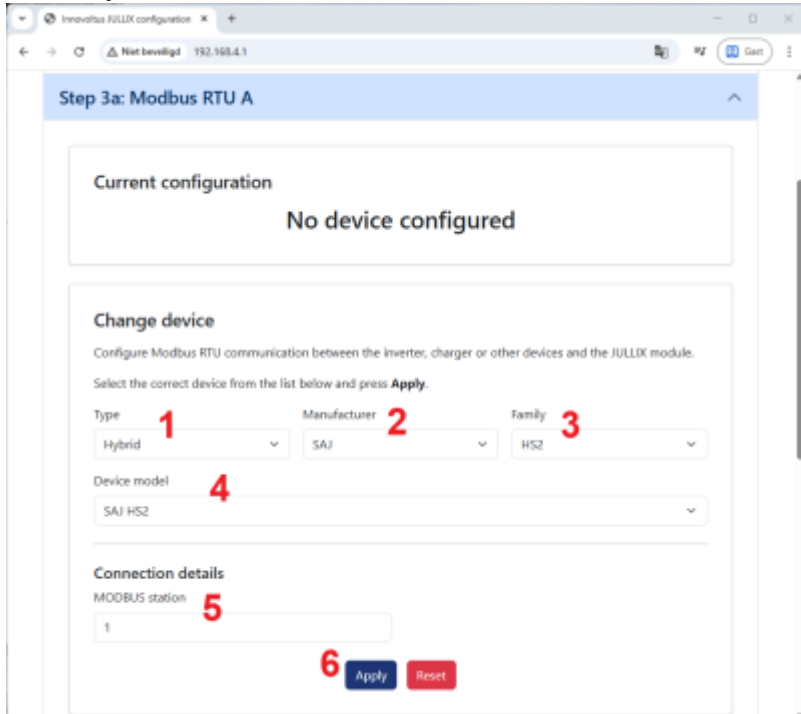 Innovoltus JULLIX configuration
Niet beveiligd 192.168.4.1
Gast
Step 3a: Modbus RTU A
Current configuration
No device configured
Change device
Configure Modbus RTU communication between the inverter, charger or other devices and the JULLIX module.
Select the correct device from the list below and press Apply.
Type 1 Manufacturer 2 Family 3
Hybrid SAJ HS2
Device model 4
SAJ HS2
Connection details
MODBUS station 5
1
6 Apply Reset